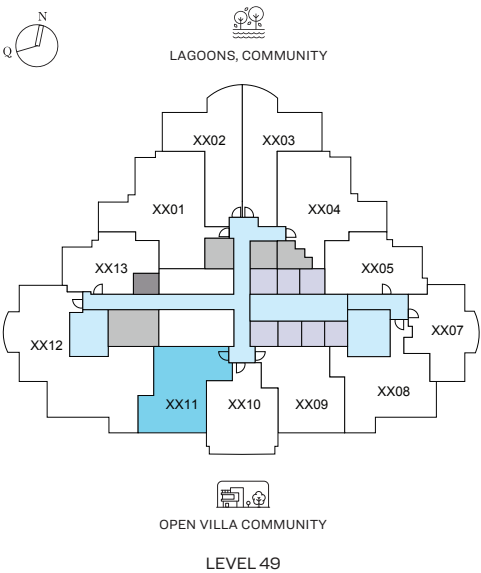 N
Q
LAGOONS, COMMUNITY
XX02 XX03
XX01 XX04
XX13 XX05
XX12 XX07
XX08
XX11 XX10 XX09
OPEN VILLA COMMUNITY
LEVEL 49